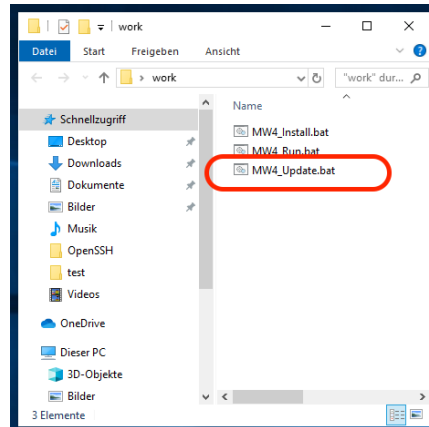 work
Datei Start Freigeben Ansicht
work "work" dur...
Name
Schnellzugriff
Desktop
Downloads
Dokumente
Bilder
Musik
OpenSSH
test
Videos
OneDrive
Dieser PC
3D-Objekte
Bilder
MW4_Install.bat
MW4_Run.bat
MW4_Update.bat
3 Elemente